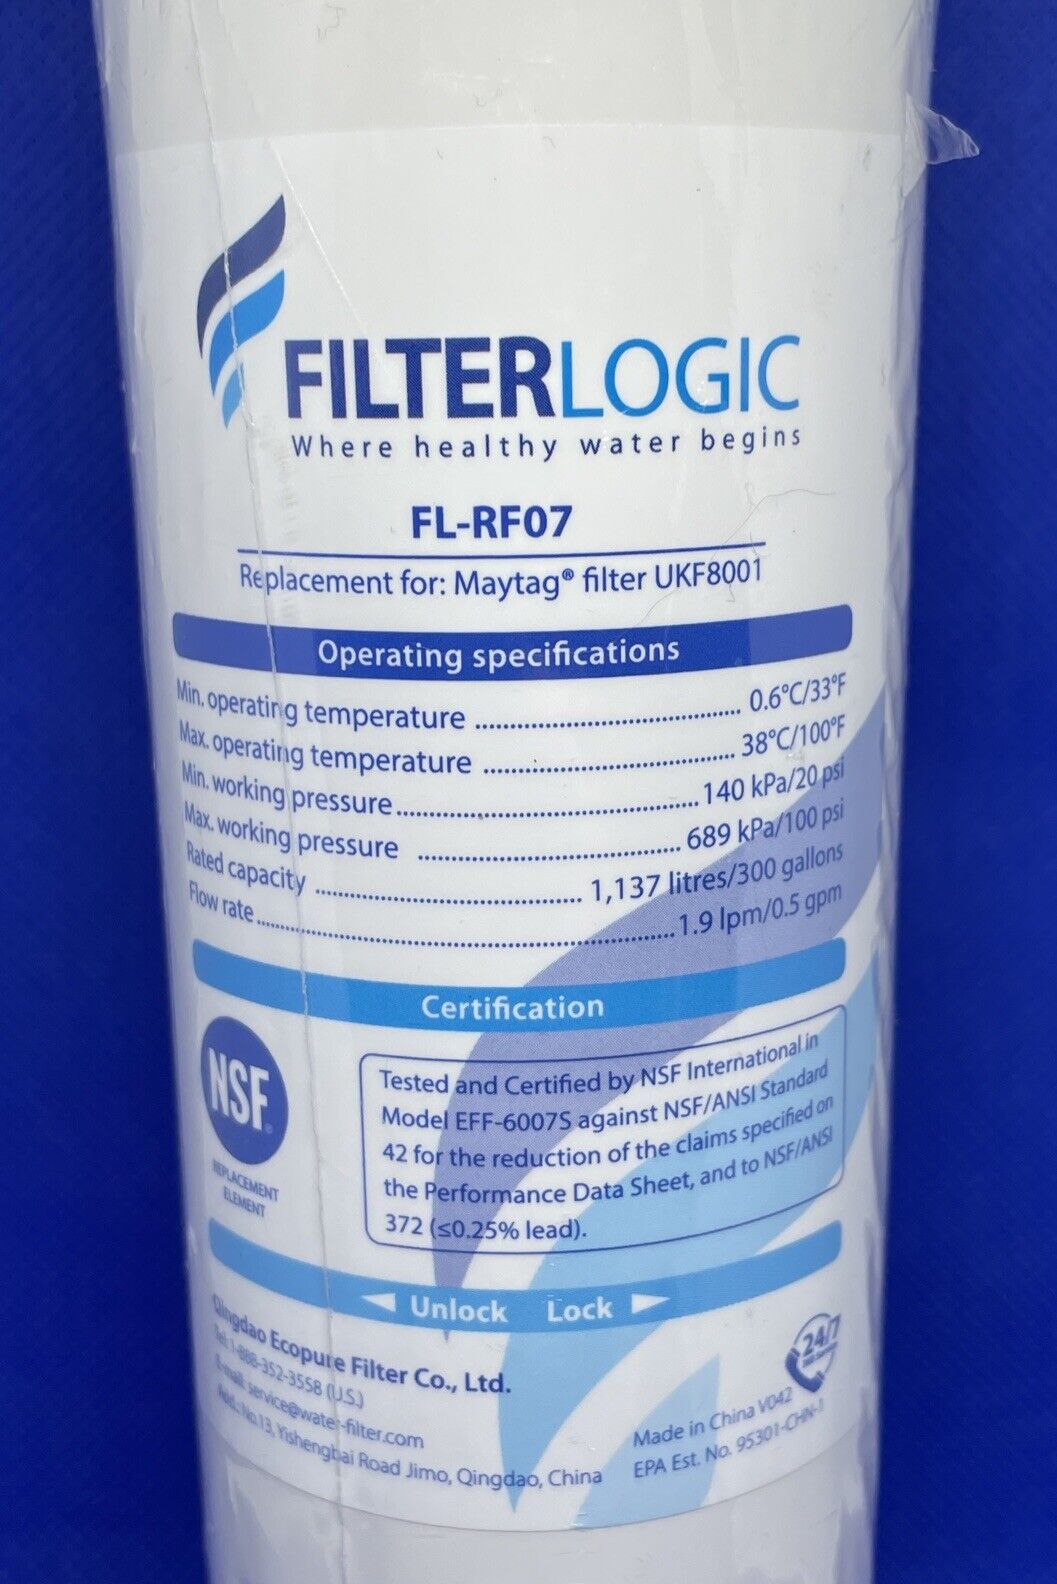 FILTERLOGIC
Where healthy water begins
FL-RF07
Replacement for: Maytag® filter UKF8001
Operating specifications
Min. operating temperature ........ 0.6°C/33°F
Max. operating temperature ........ 38°C/100°F
Min. working pressure ........ 140 kPa/20 psi
Max. working pressure ........ 689 kPa/100 psi
Rated capacity ........ 1,137 litres/300 gallons
Flow rate ........ 1.9 lpm/0.5 gpm
Certification
NSF®
REPLACEMENT
ELEMENT
Tested and Certified by NSF International in
Model EFF-6007S against NSF/ANSI Standard
42 for the reduction of the claims specified on
the Performance Data Sheet, and to NSF/ANSI
372 (≤0.25% lead).
Unlock Lock
Qingdao Ecopure Filter Co., Ltd.
Tel: 1-888-352-3558 (U.S.)
E-mail: service@water-filter.com
Add.: No.13, Yishengbai Road Jimo, Qingdao, China
24/7
Made in China V042
EPA Est. No. 95301-CHN-1